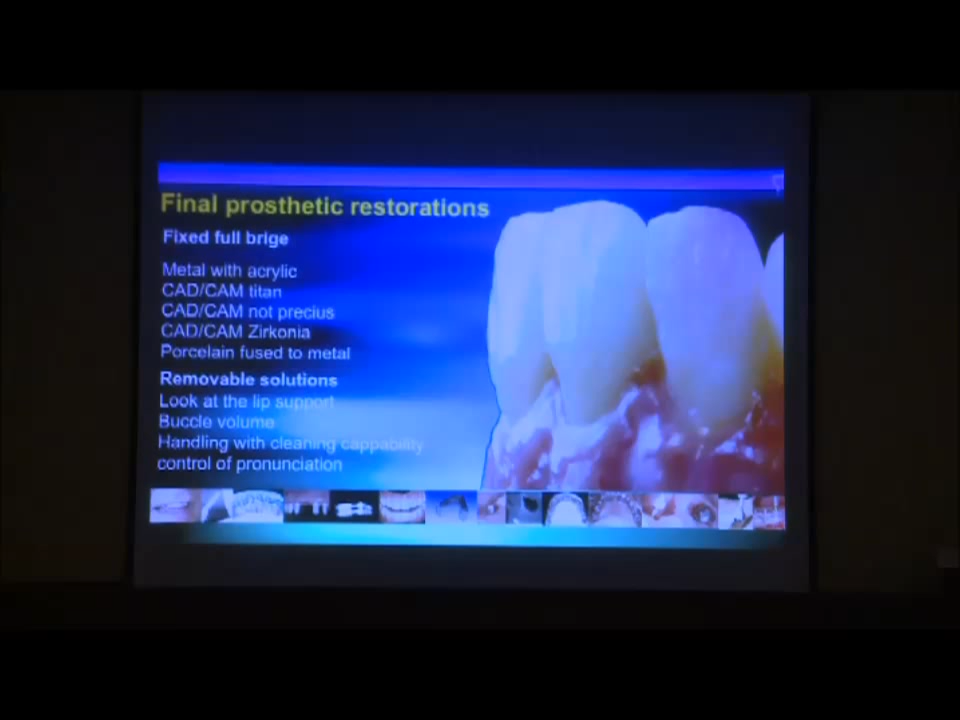 Final prosthetic restorations
Fixed full brige
Metal with acrylic
CAD/CAM titan
CAD/CAM not precius
CAD/CAM Zirkonia
Porcelain fused to metal
Removable solutions
Look at the lip support
Buccle volume
Handling with cleaning cappability
control of pronunciation